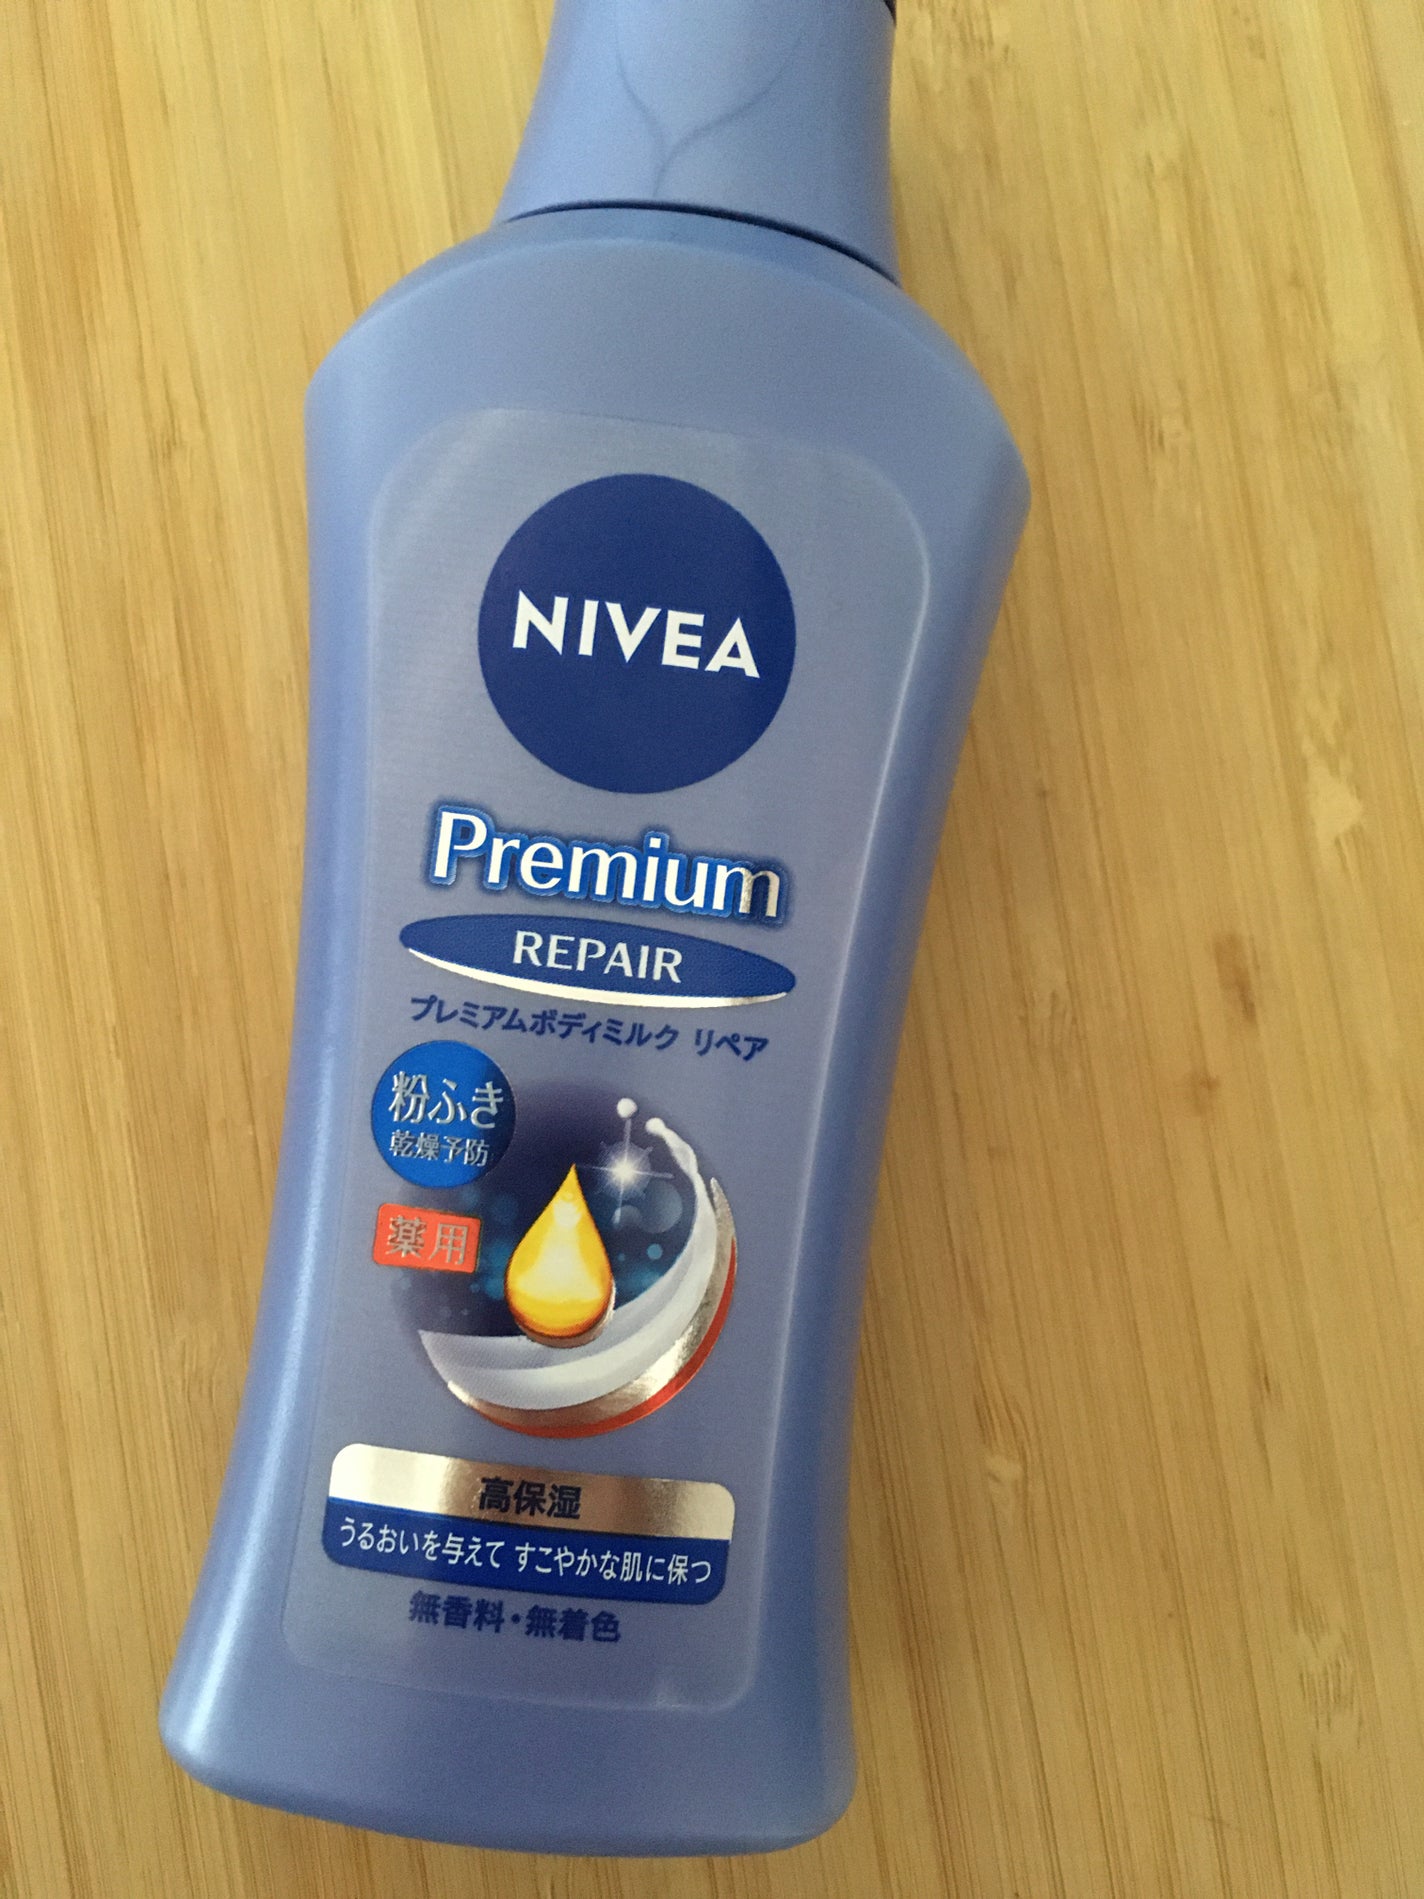 NIVEA
Premium
REPAIR
プレミアムボディミルク リペア
粉ふき
乾燥予防
薬用
高保湿
うるおいを与えて すこやかな肌に保つ
無香料・無着色